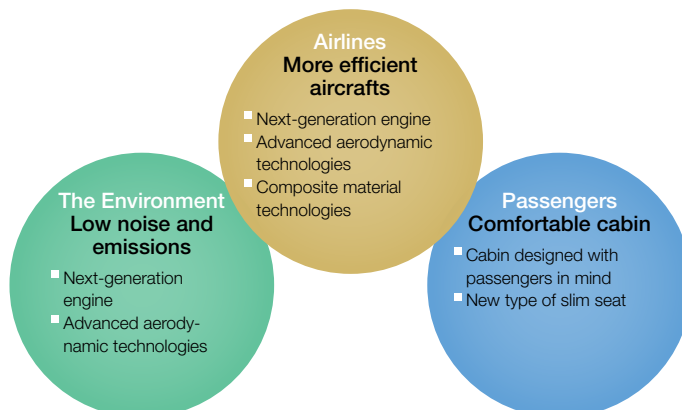 Airlines
More efficient
aircrafts
Next-generation engine
Advanced aerodynamic
technologies
Composite material
technologies
The Environment
Low noise and
emissions
Next-generation
engine
Advanced aerody-
namic technologies
Passengers
Comfortable cabin
Cabin designed with
passengers in mind
New type of slim seat